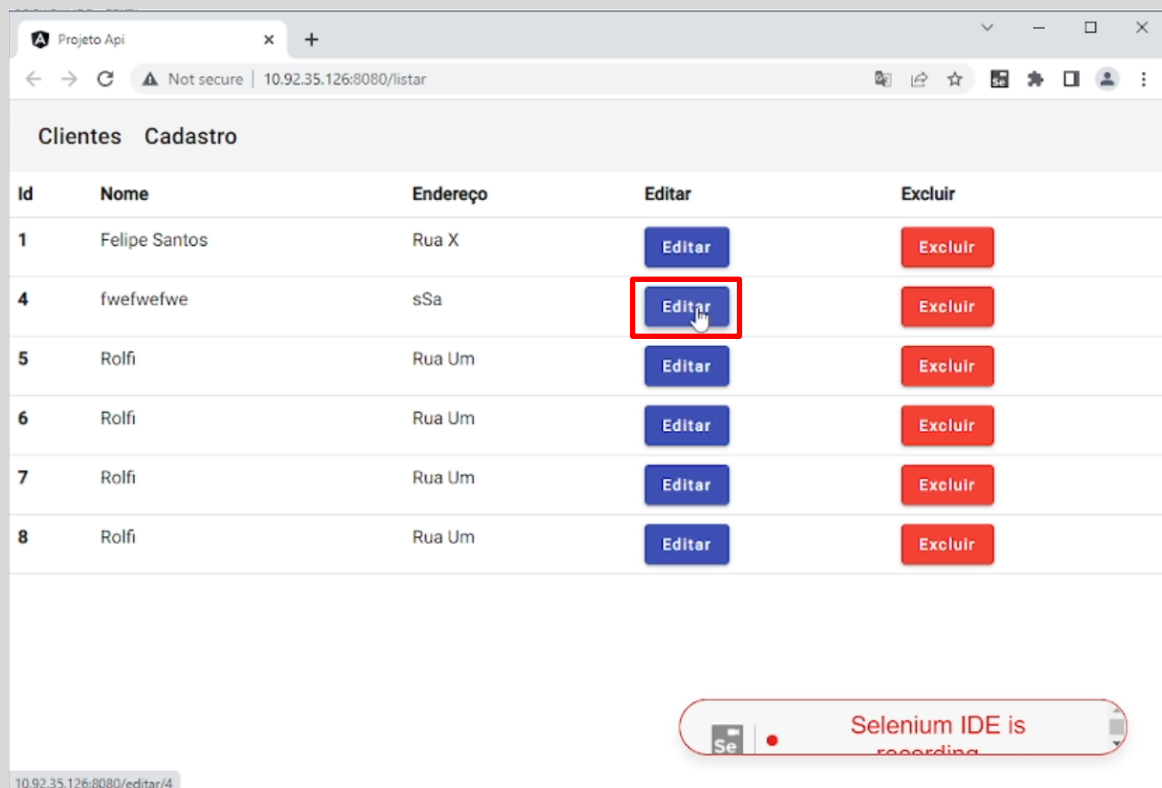 Projeto Api
Not secure 10.92.35.126:8080/listar
Clientes Cadastro
Id Nome Endereço Editar Excluir
1 Felipe Santos Rua X Editar Excluir
4 fwefwefwe sSa Editar Excluir
5 Rolfi Rua Um Editar Excluir
6 Rolfi Rua Um Editar Excluir
7 Rolfi Rua Um Editar Excluir
8 Rolfi Rua Um Editar Excluir
Selenium IDE is
Se recording
10.92.35.126:8080/editar/4